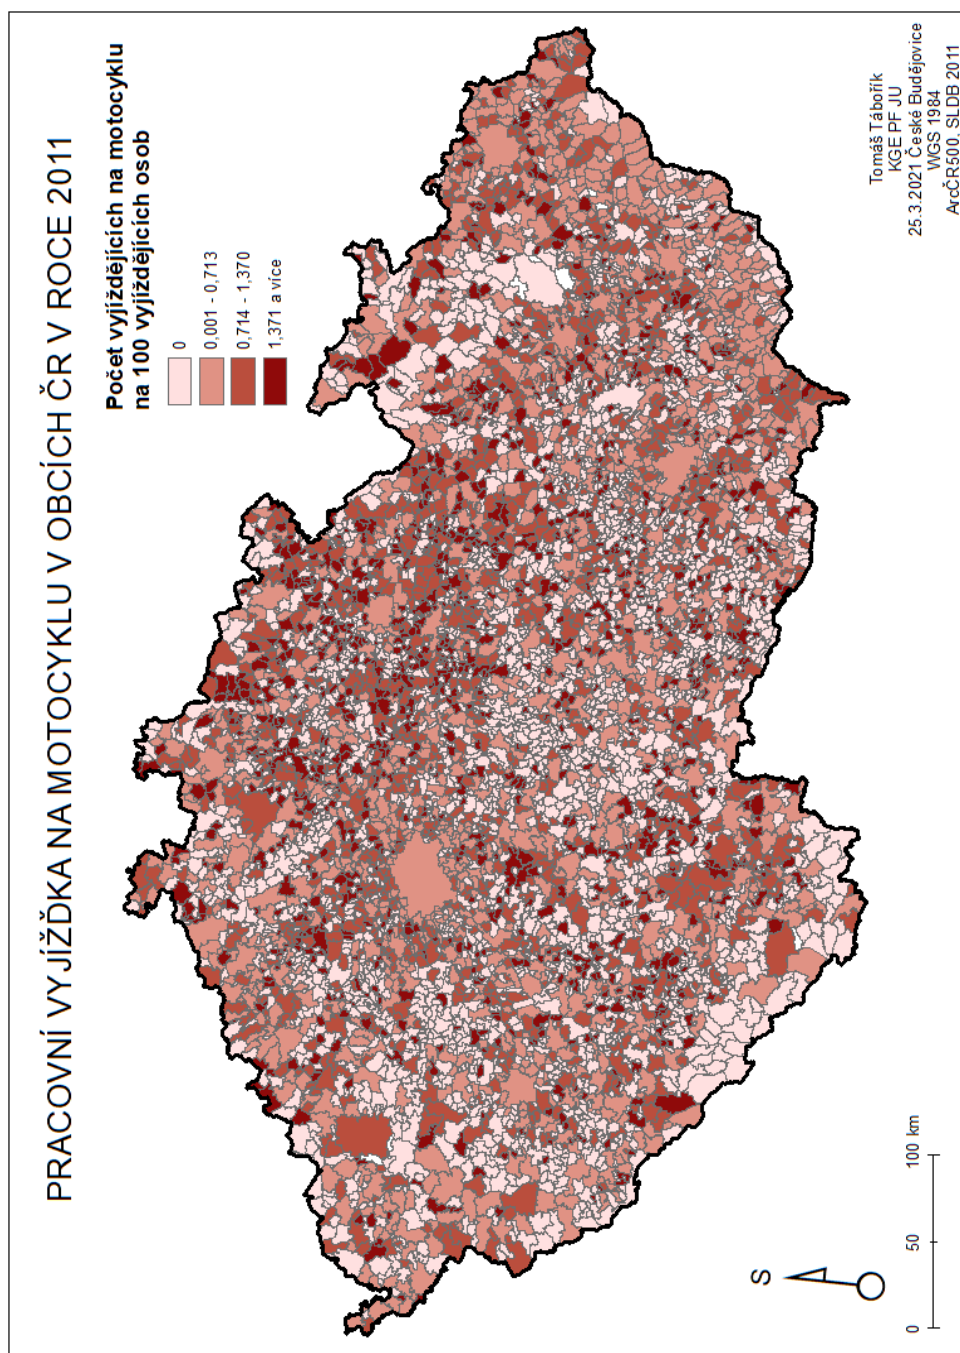 PRACOVNÍ VYJÍŽĎKA NA MOTOCYKLU V OBCÍCH ČR V ROCE 2011
Počet vyjíždějících na motocyklu
na 100 vyjíždějících osob
0
0,001 - 0,713
0,714 - 1,370
1,371 a více
S
0 50 100 km
Tomáš Tábořík
KGE PF JU
25.3.2021 České Budějovice
WGS 1984
ArcČR500, SLDB 2011